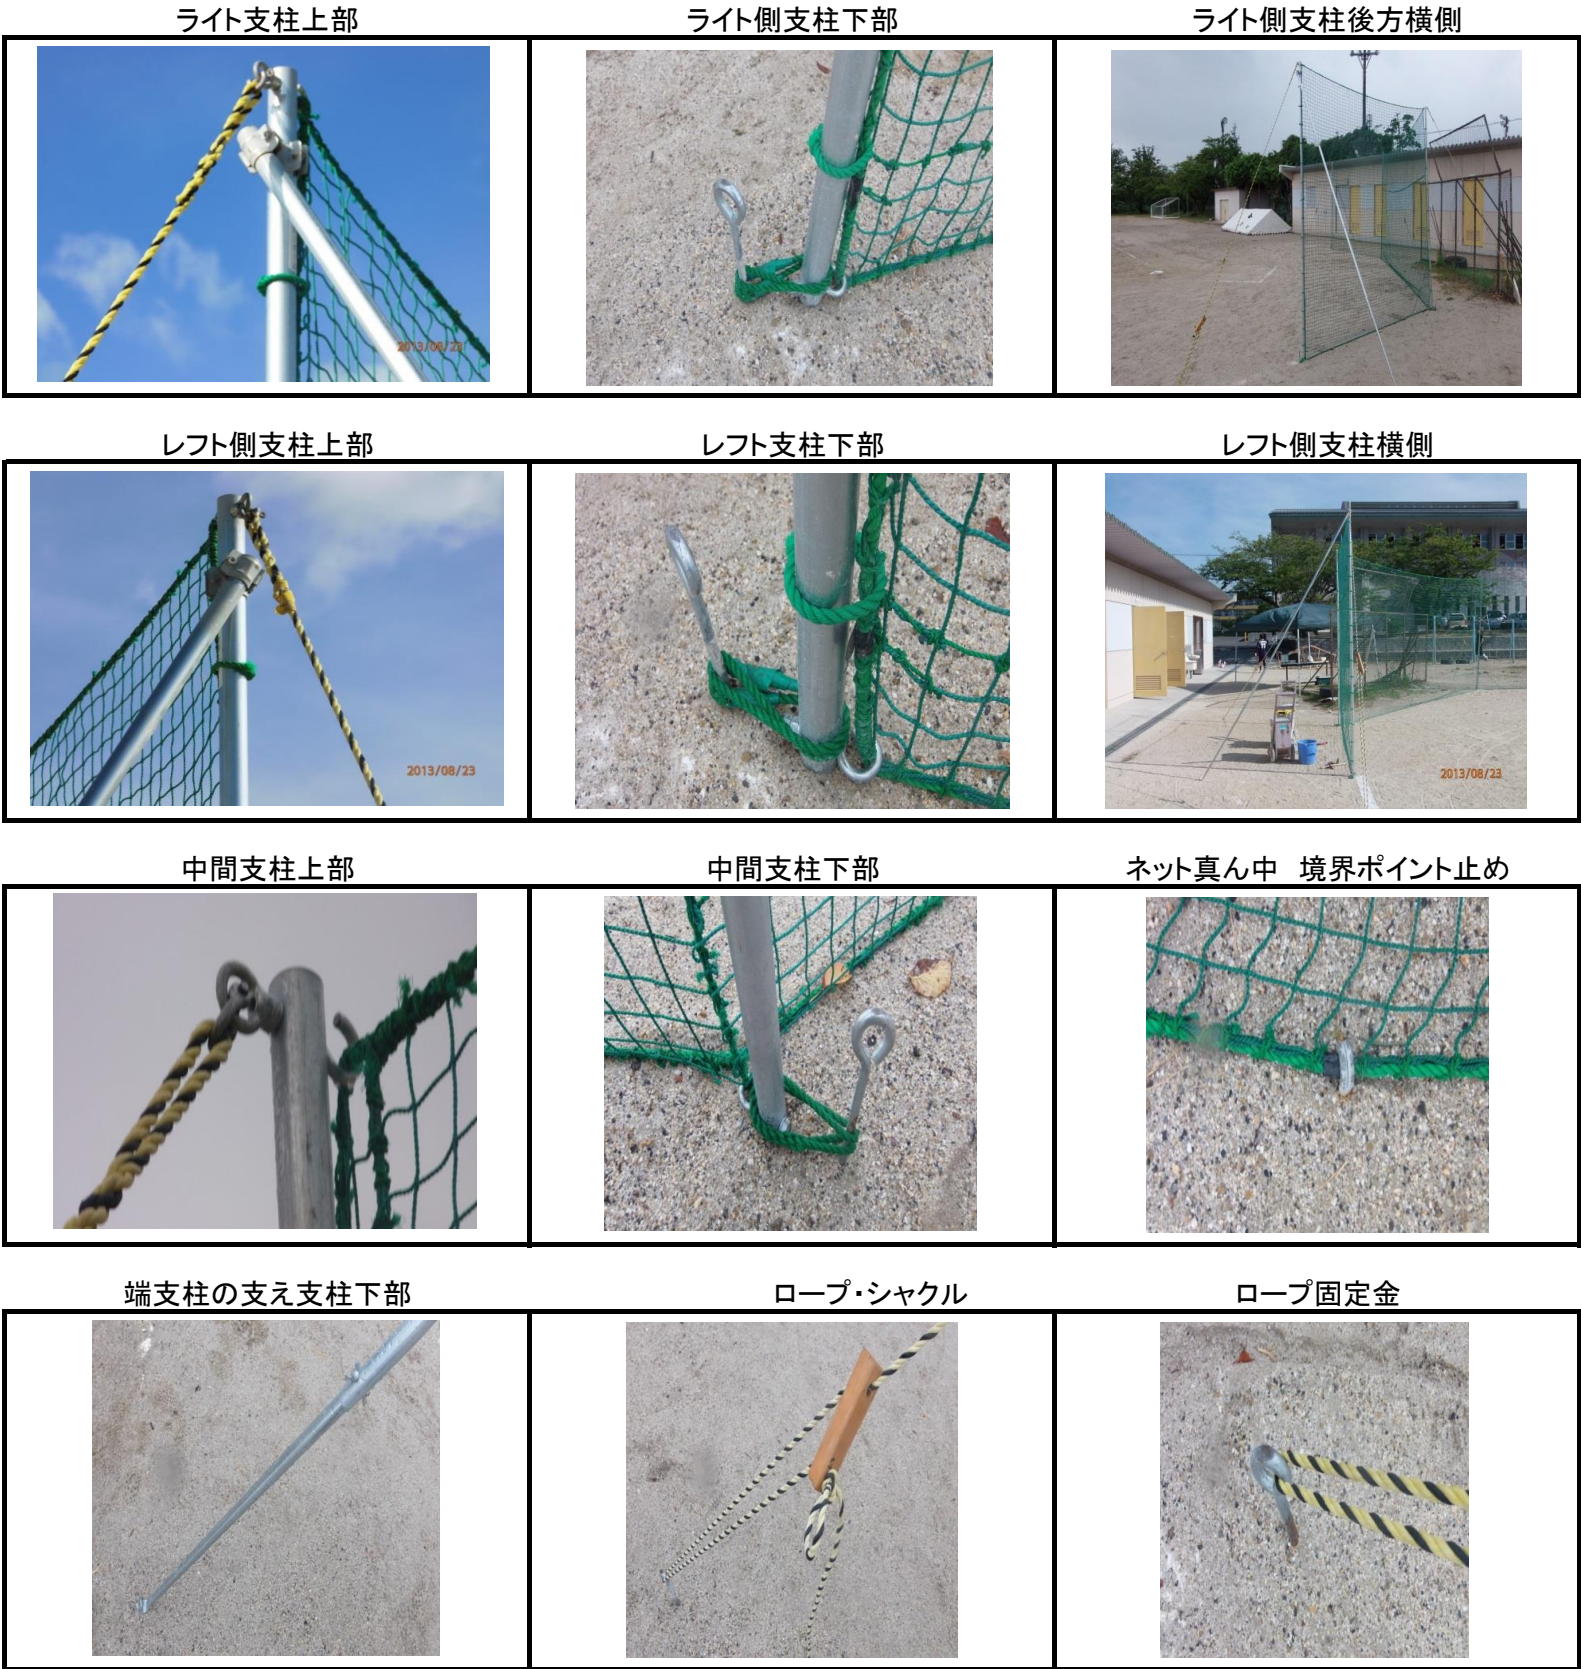 ライト支柱上部
ライト側支柱下部
ライト側支柱後方横側
2013/08/23
レフト側支柱上部
レフト支柱下部
レフト側支柱横側
2013/08/23
2013/08/23
中間支柱上部
中間支柱下部
ネット真ん中 境界ポイント止め
端支柱の支え支柱下部
ロープ・シャクル
ロープ固定金